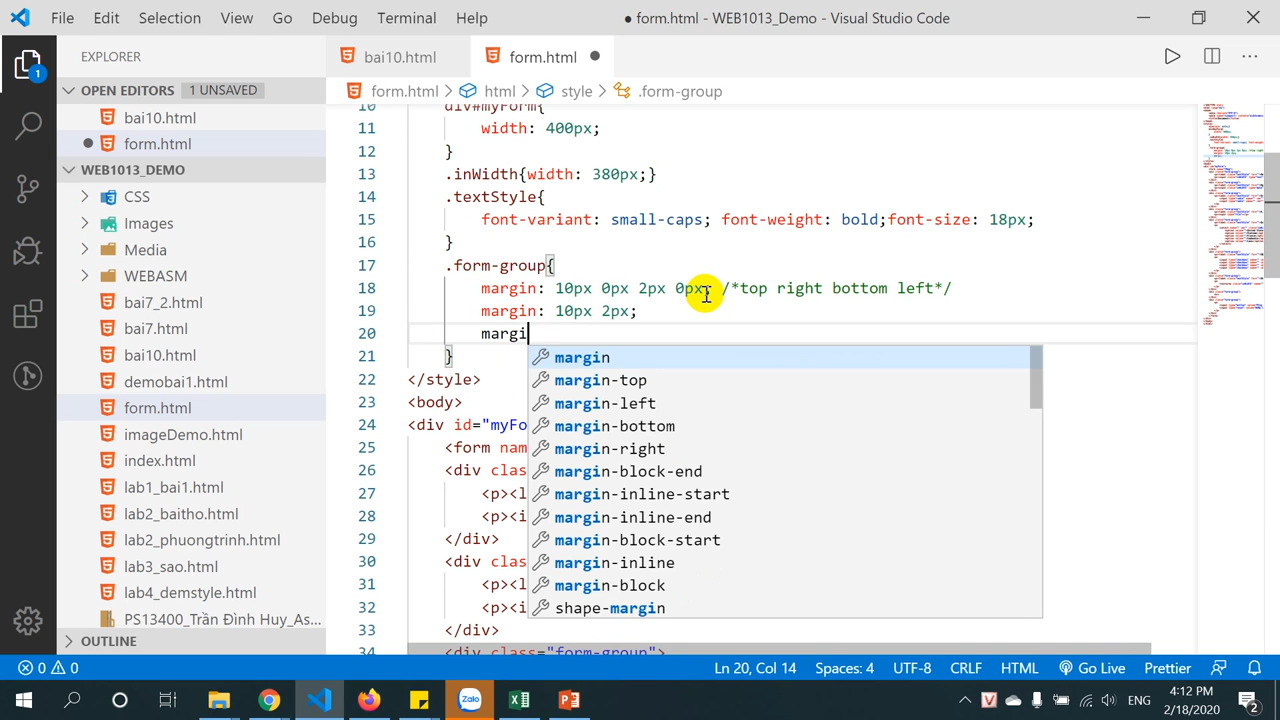 File Edit Selection View Go Debug Terminal Help
● form.html - WEB1013_Demo - Visual Studio Code
EXPLORER
OPEN EDITORS 1 UNSAVED
bai10.html
form.html
WEB1013_DEMO
CSS
Images
Media
WEBASM
bai7_2.html
bai7.html
bai10.html
demobai1.html
form.html
imageDemo.html
index.html
lab1_bai1.html
lab2_baitho.html
lab2_phuongtrinh.html
lab3_sao.html
lab4_demstyle.html
PS13400_Trần Đình Huy_As...
OUTLINE
1
bai10.html form.html ●
form.html > html > style > .form-group
10 div#myForm{
11 width: 400px;
12 }
13 .inWidth{width: 380px;}
14 .textStyle{
15 font-variant: small-caps; font-weight: bold;font-size: 18px;
16 }
17 .form-group{
18 margin: 10px 0px 2px 0px; /*top right bottom left*/
19 margin: 10px 2px;
20 margi
21 }
22 </style>
23 <body>
24 <div id="myFo
25 <form nam
26 <div clas
27 <p><l
28 <p><i
29 </div>
30 <div clas
31 <p><l
32 <p><i
33 </div>
34 <div class="form-group">
margin
margin-top
margin-left
margin-bottom
margin-right
margin-block-end
margin-inline-start
margin-inline-end
margin-block-start
margin-inline
margin-block
shape-margin
0 0 Ln 20, Col 14 Spaces: 4 UTF-8 CRLF HTML Go Live Prettier
Zalo ENG 4:12 PM
2/18/2020 2